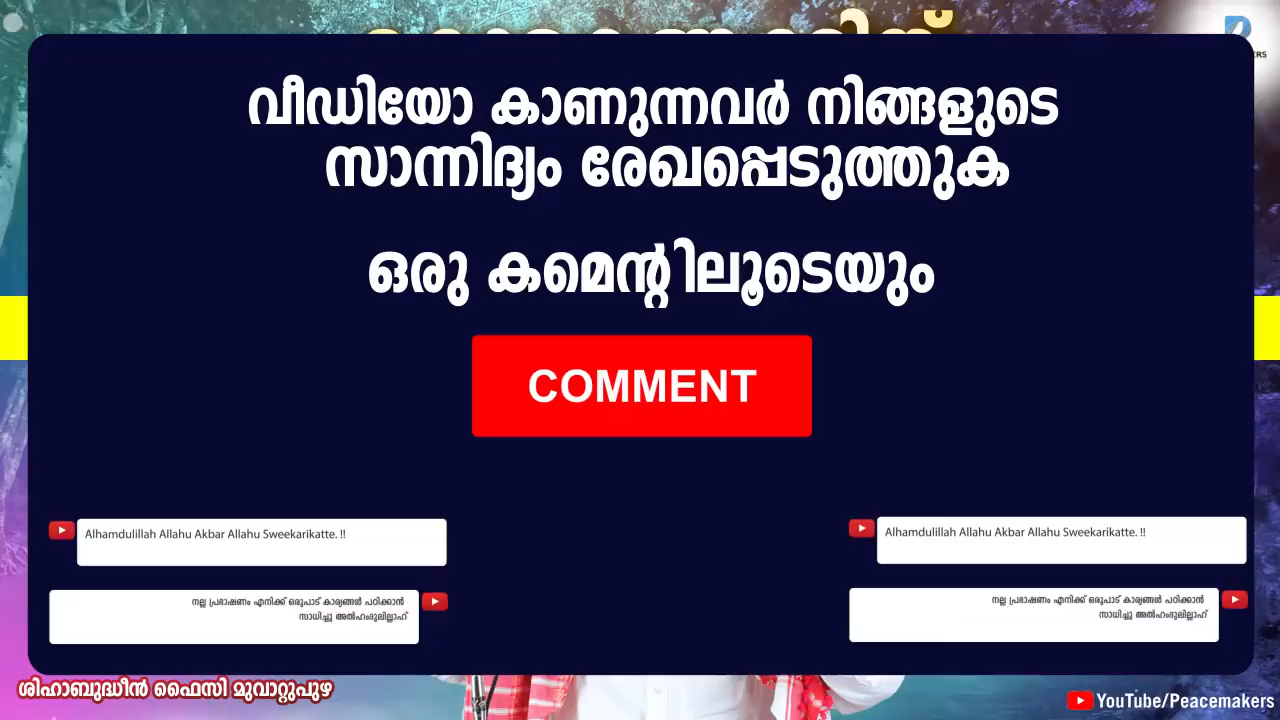 വീഡിയോ കാണുന്നവർ നിങ്ങളുടെ
സാന്നിദ്യം രേഖപ്പെടുത്തുക
ഒരു കമെന്റിലൂടെയും
COMMENT
Alhamdulillah Allahu Akbar Allahu Sweekarikatte. !!
നല്ല പ്രഭാഷണം എനിക്ക് ഒരുപാട് കാര്യങ്ങൾ പഠിക്കാൻ
സാധിച്ചു അൽഹംദുലില്ലാഹ്
Alhamdulillah Allahu Akbar Allahu Sweekarikatte. !!
നല്ല പ്രഭാഷണം എനിക്ക് ഒരുപാട് കാര്യങ്ങൾ പഠിക്കാൻ
സാധിച്ചു അൽഹംദുലില്ലാഹ്
ശിഹാബുദ്ധീൻ ഫൈസി മുവാറ്റുപുഴ
YouTube/Peacemakers